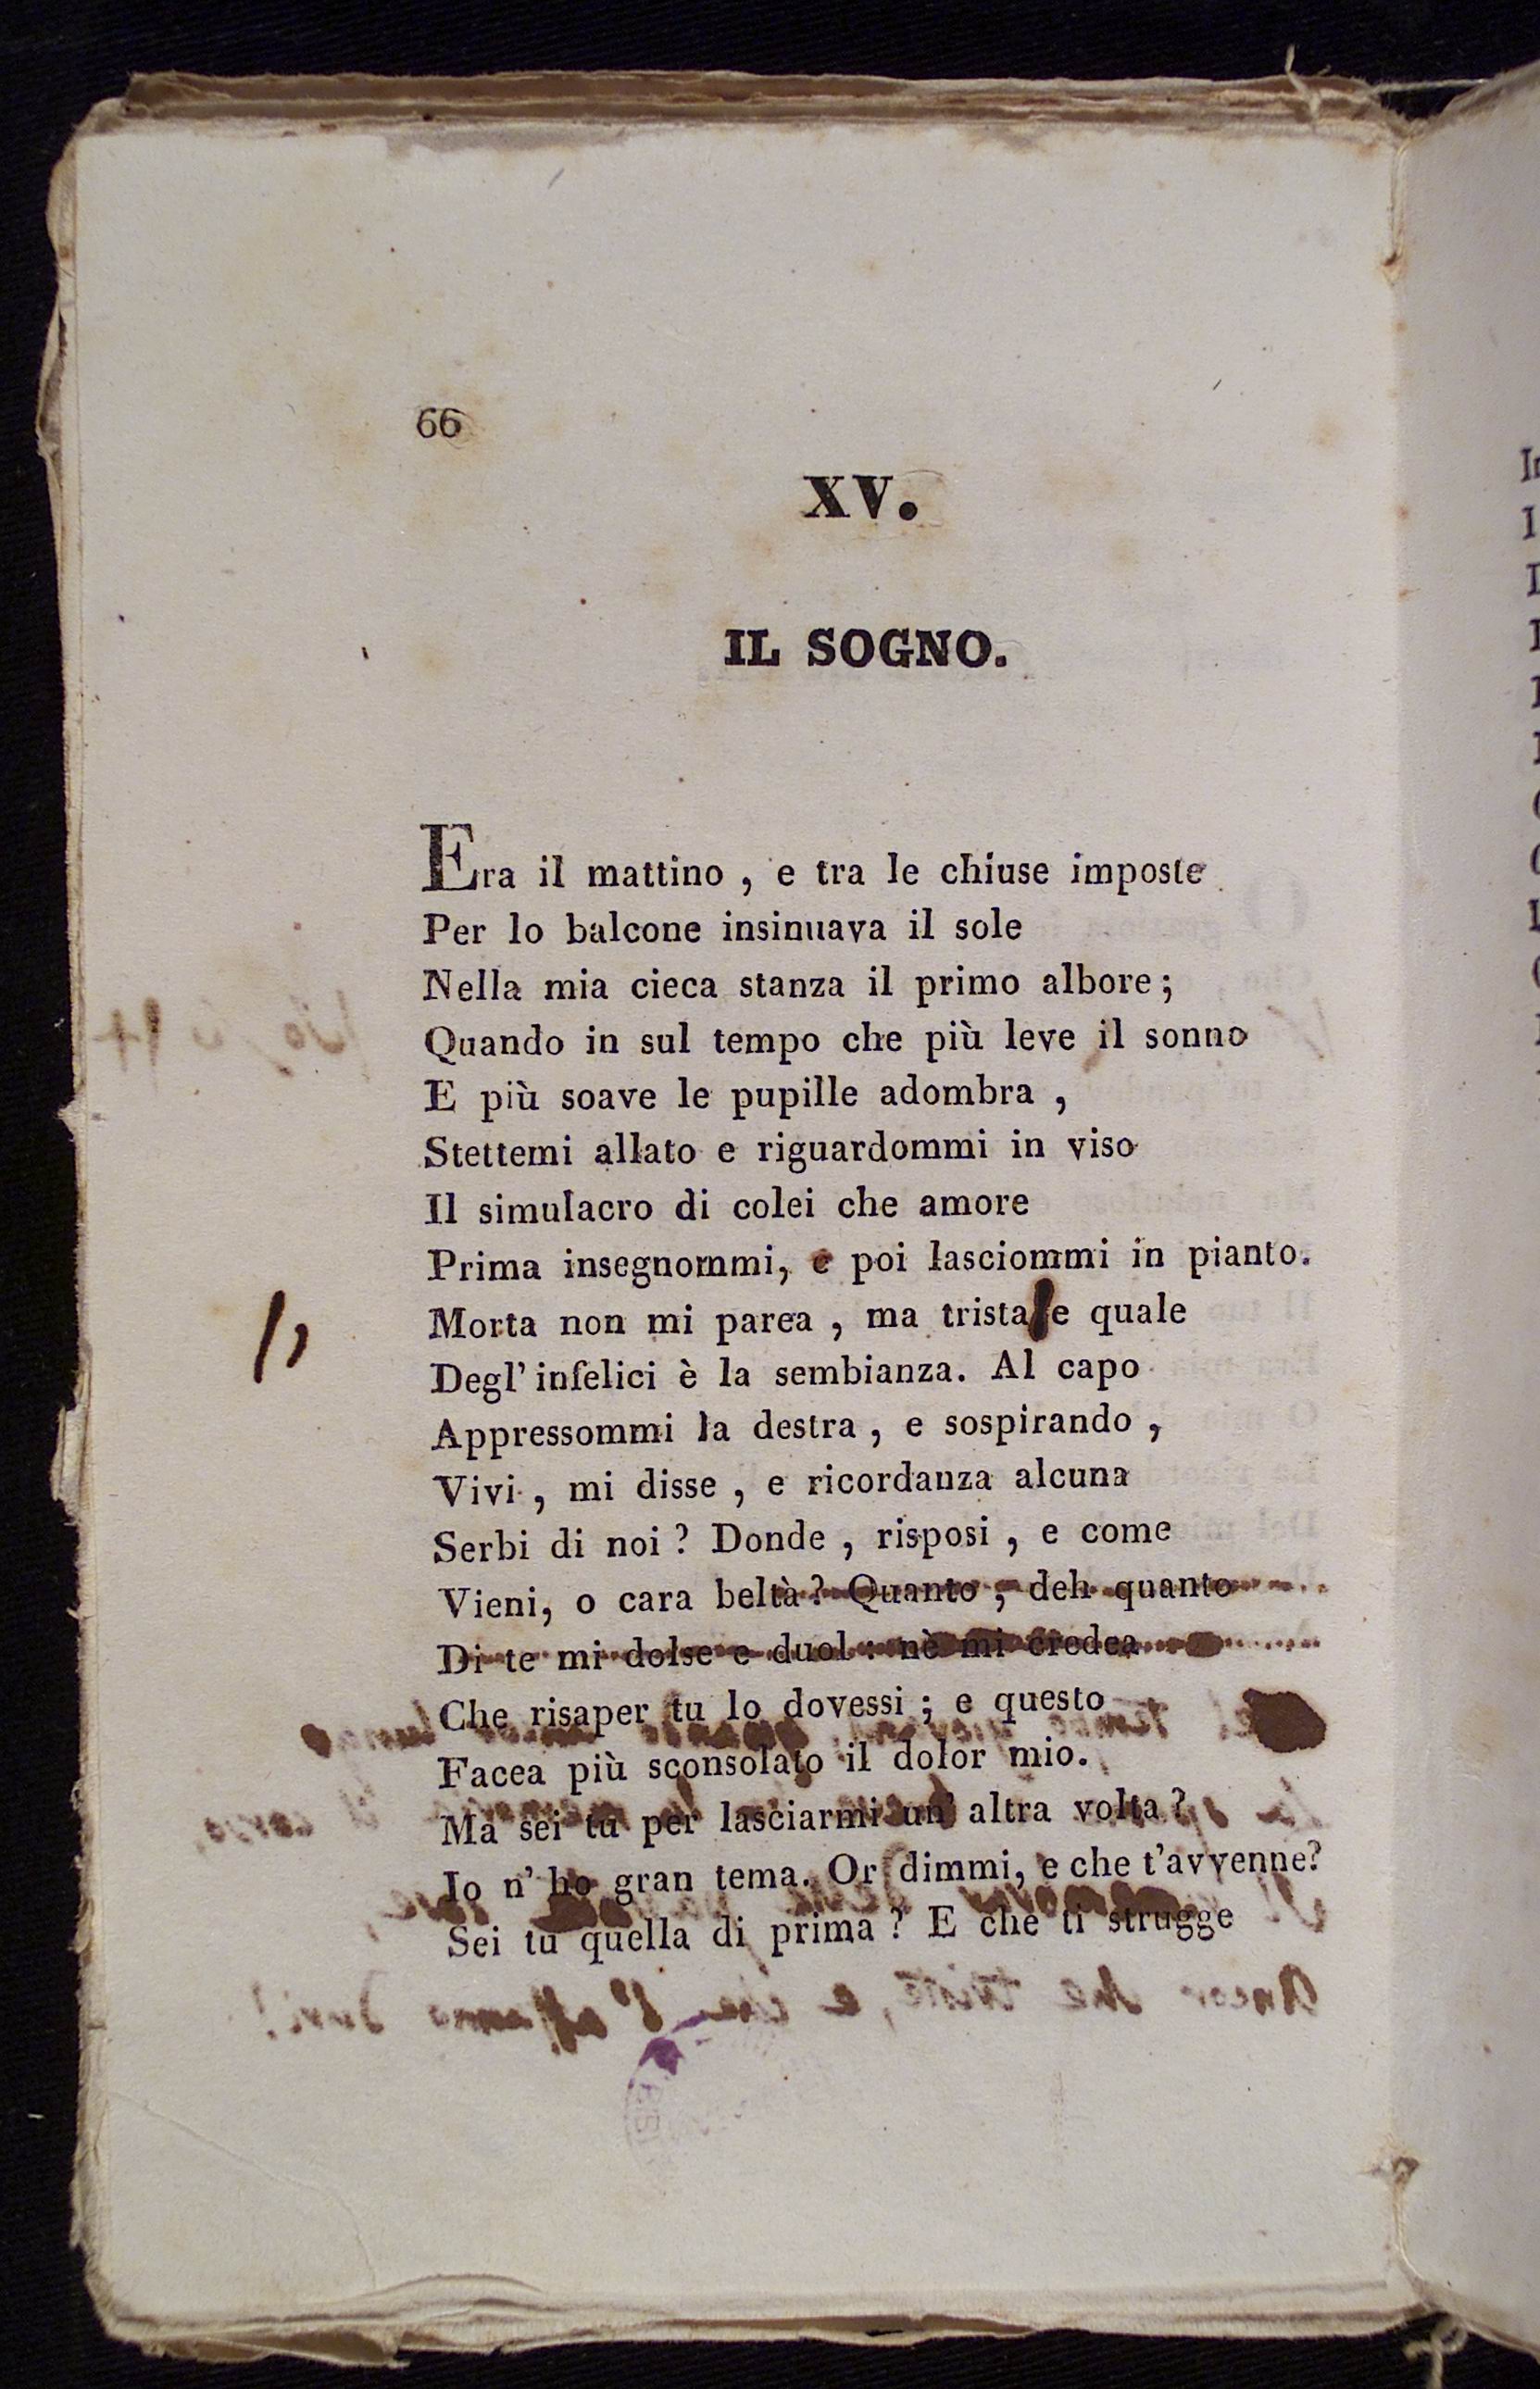 66
XV.
IL SOGNO.
Era il mattino , e tra le chiuse imposte
Per lo balcone insinuava il sole
Nella mia cieca stanza il primo albore ;
Quando in sul tempo che più leve il sonno
E più soave le pupille adombra ,
Stettemi allato e riguardommi in viso
Il simulacro di colei che amore
Prima insegnommi, e poi lasciommi in pianto.
Morta non mi parea , ma trista, e quale
Degl' infelici è la sembianza. Al capo
Appressommi la destra , e sospirando ,
Vivi , mi disse , e ricordanza alcuna
Serbi di noi ? Donde , risposi , e come
Vieni, o cara beltà ? Quanto , deh quanto
Di te mi dolse e duol : nè mi credea
Che risaper tu lo dovessi ; e questo
Facea più sconsolato il dolor mio.
Ma sei tu per lasciarmi un' altra volta ?
Io n' ho gran tema. Or dimmi, e che t'avvenne?
Sei tu quella di prima ? E che ti strugge
Ancor che triste, e che l'affanno duri!